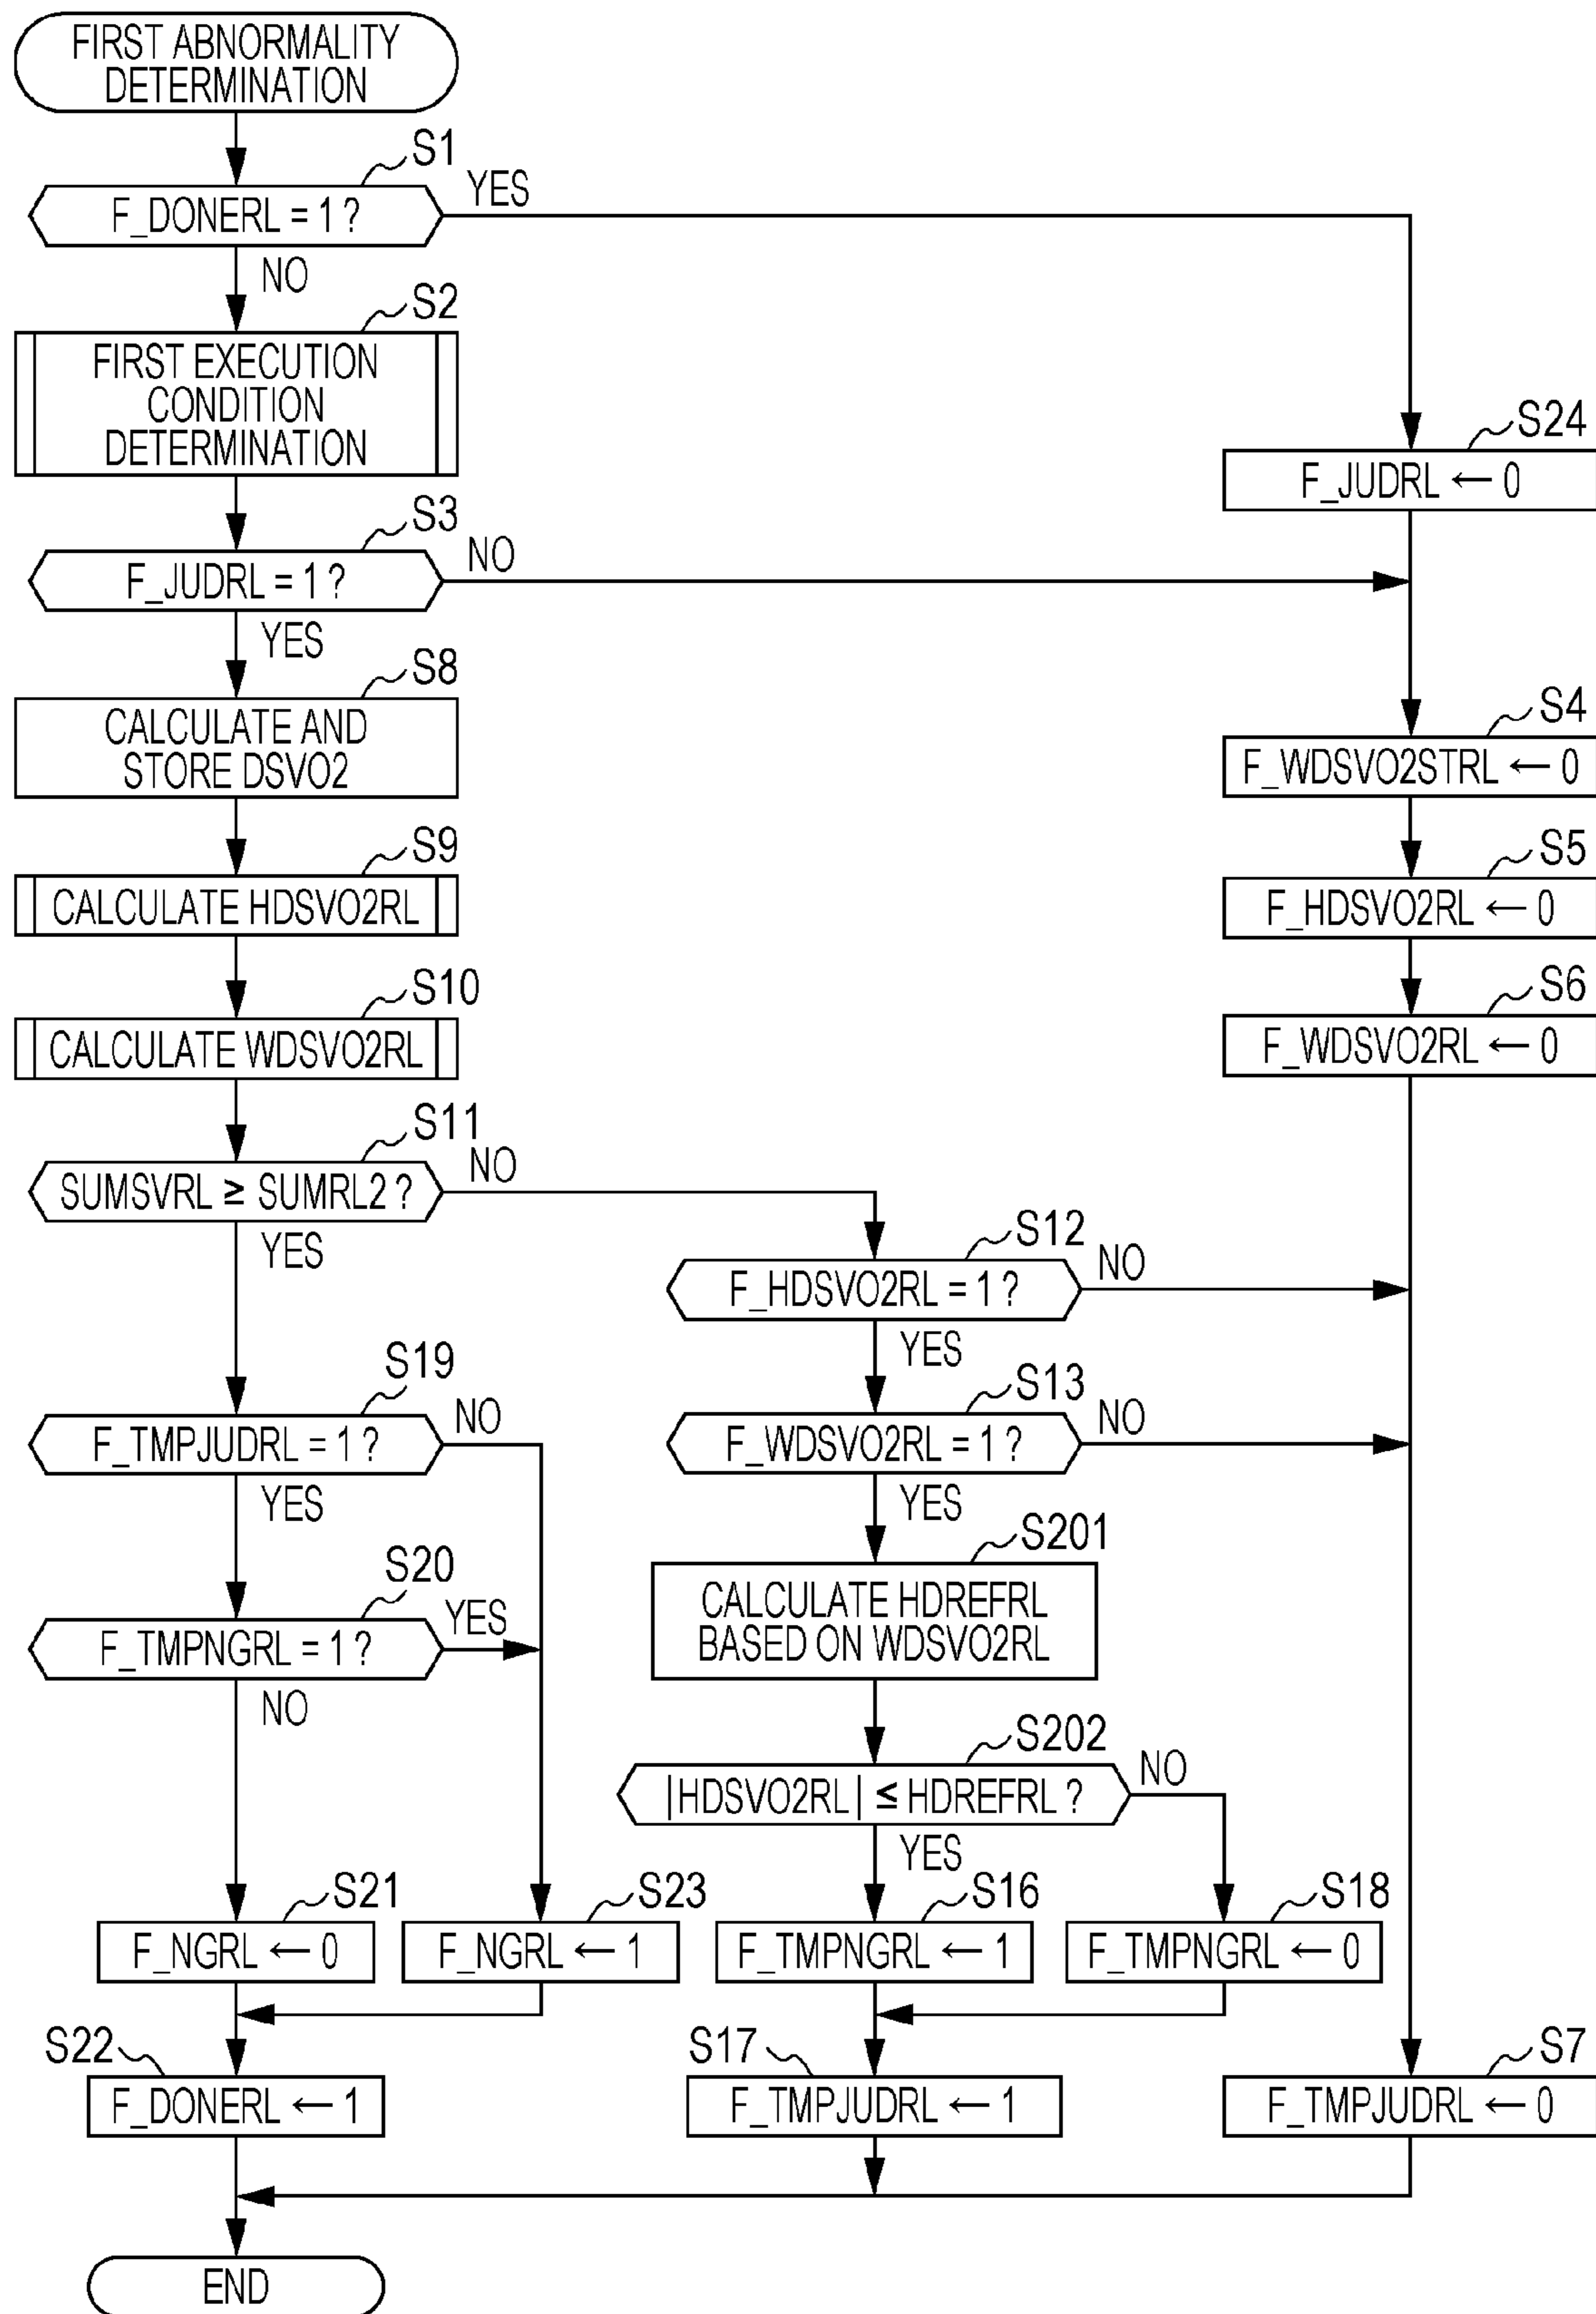 FIRST ABNORMALITY
DETERMINATION
S1
F_DONERL = 1 ?
YES
NO
S2
FIRST EXECUTION
CONDITION
DETERMINATION
S24
F_JUDRL ← 0
S3
F_JUDRL = 1 ?
NO
YES
S8
CALCULATE AND
STORE DSVO2
S4
F_WDSVO2STRL ← 0
S9
CALCULATE HDSVO2RL
S5
F_HDSVO2RL ← 0
S10
CALCULATE WDSVO2RL
S6
F_WDSVO2RL ← 0
S11
SUMSVRL ≥ SUMRL2 ?
NO
YES
S12
F_HDSVO2RL = 1 ?
NO
YES
S19
F_TMPJUDRL = 1 ?
NO
YES
S13
F_WDSVO2RL = 1 ?
NO
YES
S20
F_TMPNGRL = 1 ?
YES
NO
S201
CALCULATE HDREFRL
BASED ON WDSVO2RL
S202
|HDSVO2RL| ≤ HDREFRL ?
NO
YES
S21
F_NGRL ← 0
S23
F_NGRL ← 1
S16
F_TMPNGRL ← 1
S18
F_TMPNGRL ← 0
S22
F_DONERL ← 1
S17
F_TMPJUDRL ← 1
S7
F_TMPJUDRL ← 0
END